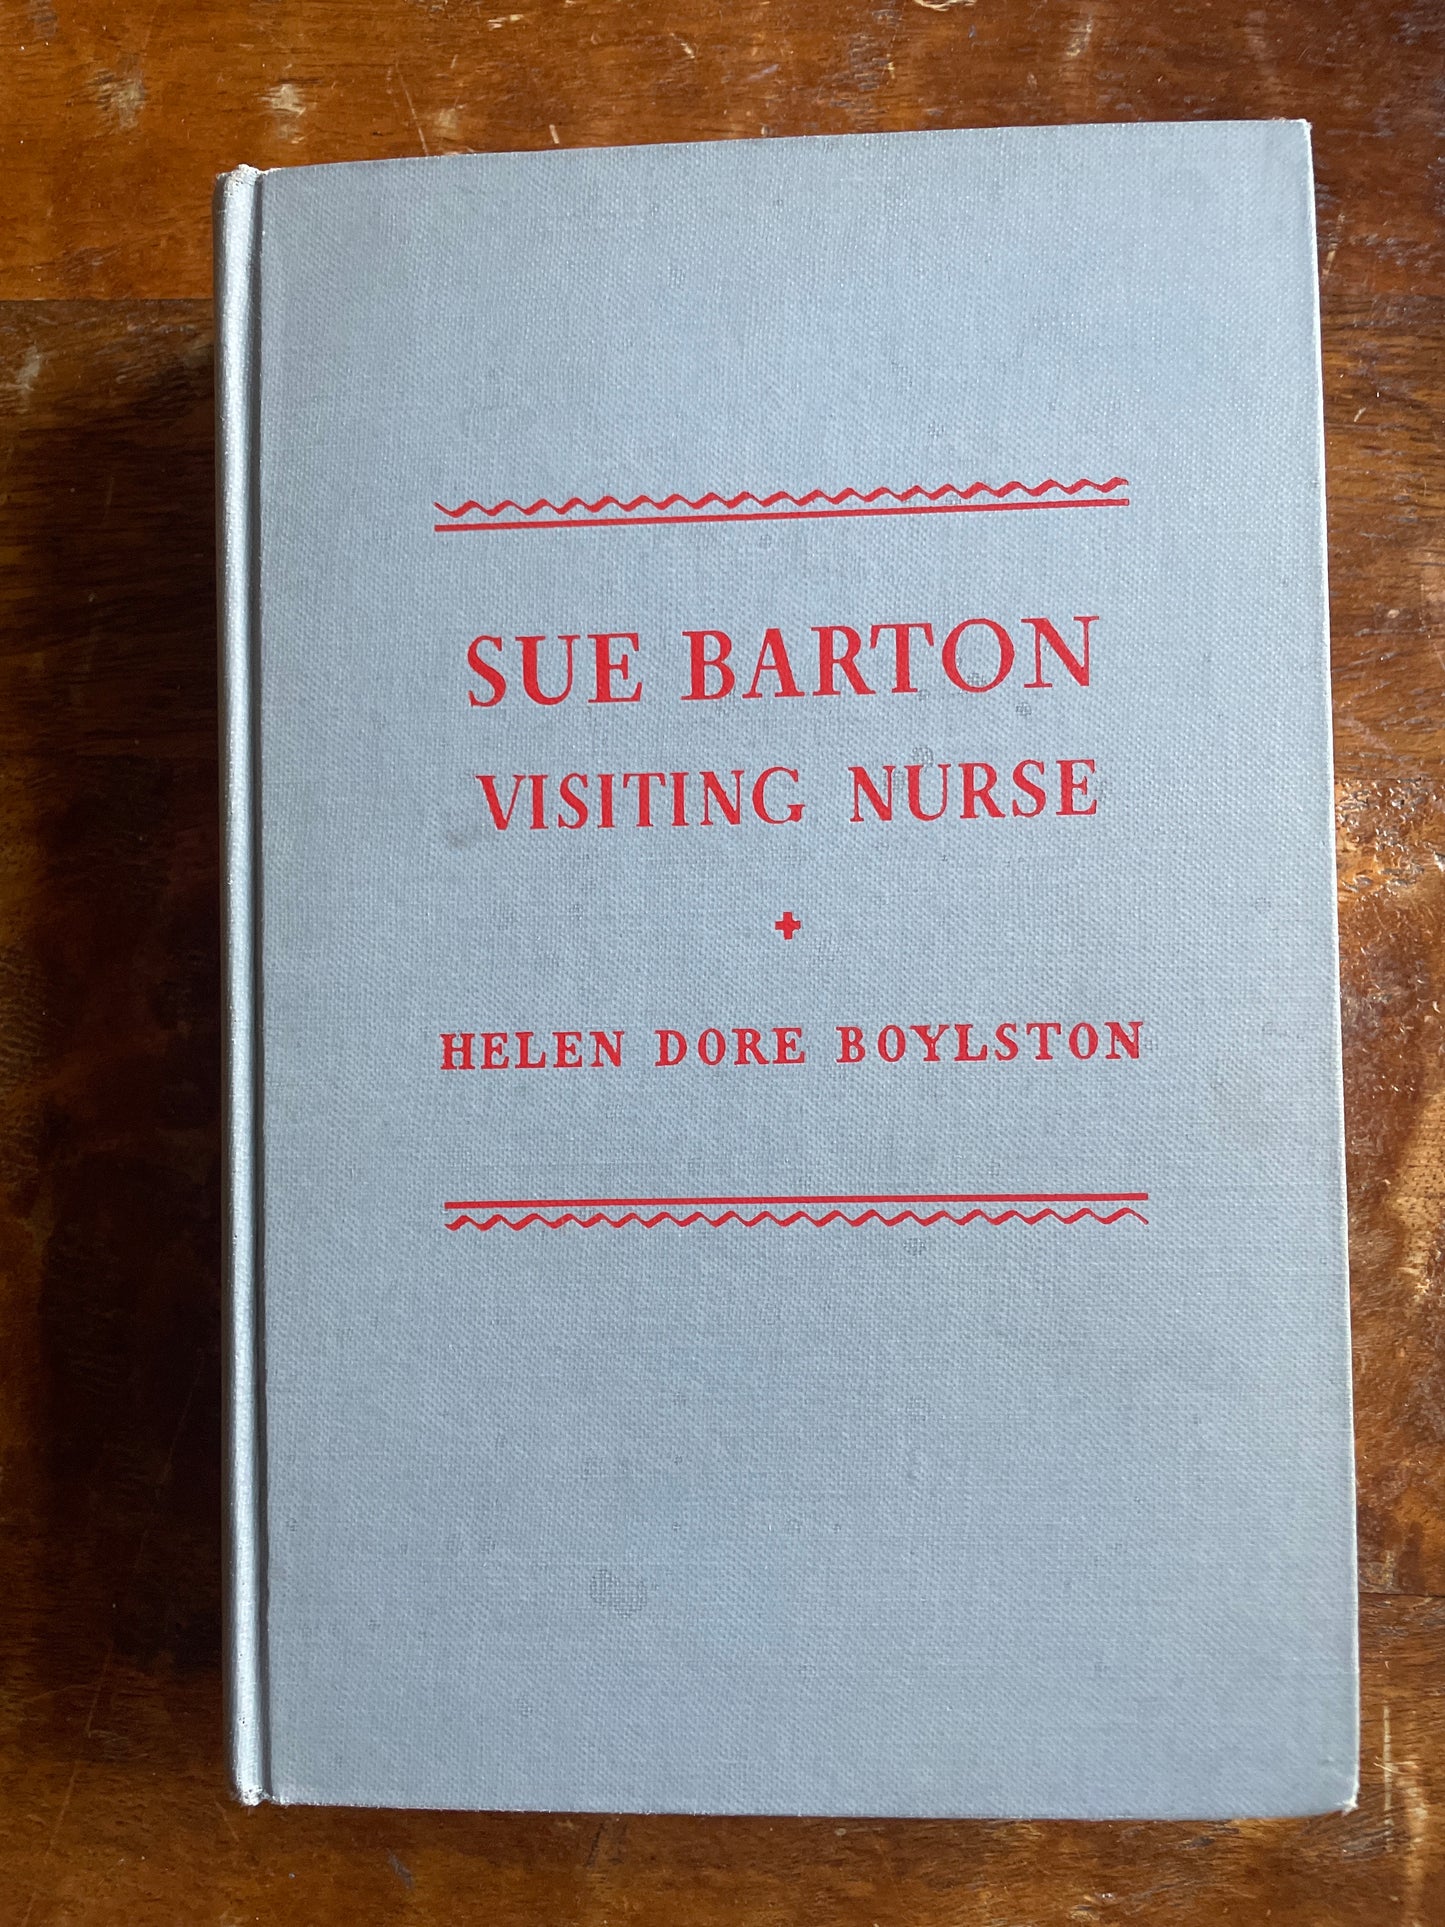 SUE BARTON
VISITING NURSE
HELEN DORE BOYLSTON